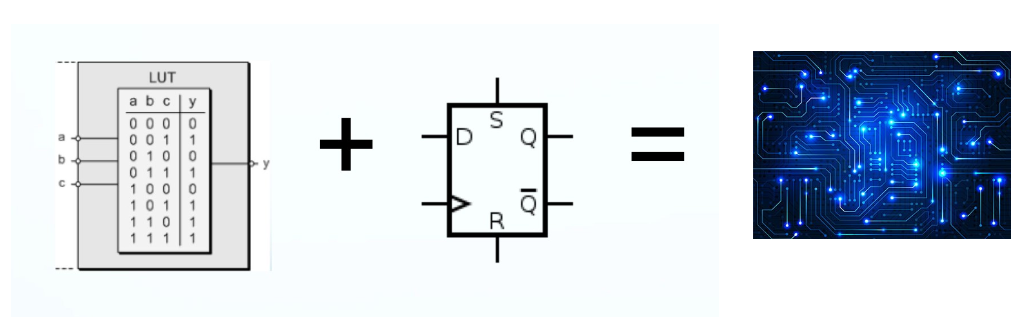 LUT
a b c y
0 0 0 0
0 0 1 1
0 1 0 0
0 1 1 1
1 0 0 0
1 0 1 1
1 1 0 1
1 1 1 1
a
b
c
y
+
S
D Q
> Q̅
R
=